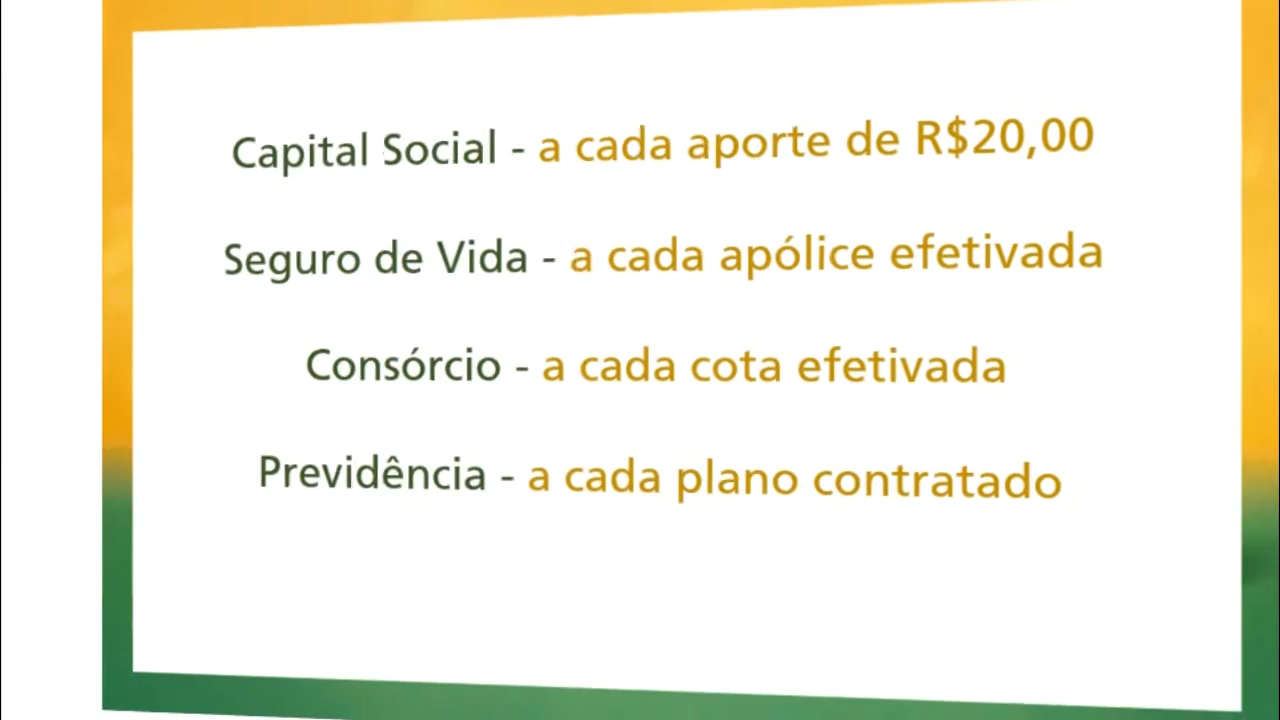 Capital Social - a cada aporte de R$20,00
Seguro de Vida - a cada apólice efetivada
Consórcio - a cada cota efetivada
Previdência - a cada plano contratado